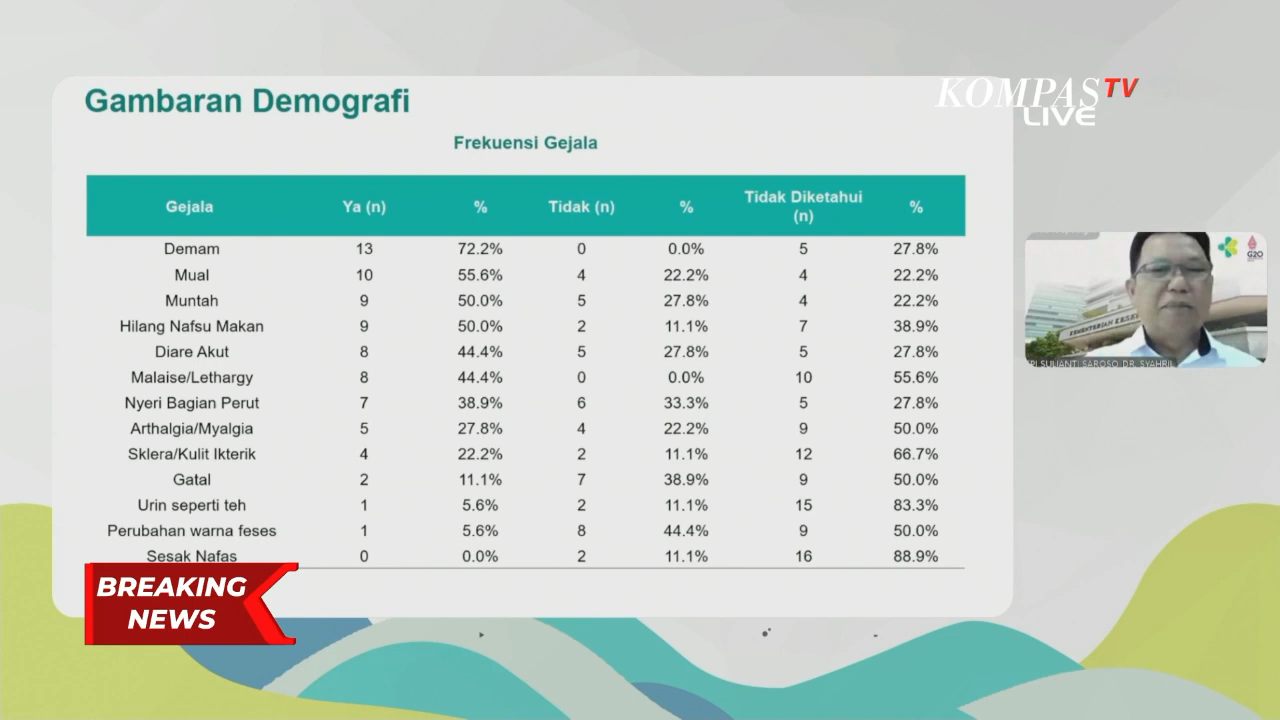 Gambaran Demografi
KOMPAS TV
LIVE
Frekuensi Gejala
Gejala Ya (n) % Tidak (n) % Tidak Diketahui (n) %
Demam 13 72.2% 0 0.0% 5 27.8%
Mual 10 55.6% 4 22.2% 4 22.2%
Muntah 9 50.0% 5 27.8% 4 22.2%
Hilang Nafsu Makan 9 50.0% 2 11.1% 7 38.9%
Diare Akut 8 44.4% 5 27.8% 5 27.8%
Malaise/Lethargy 8 44.4% 0 0.0% 10 55.6%
Nyeri Bagian Perut 7 38.9% 6 33.3% 5 27.8%
Arthalgia/Myalgia 5 27.8% 4 22.2% 9 50.0%
Sklera/Kulit Ikterik 4 22.2% 2 11.1% 12 66.7%
Gatal 2 11.1% 7 38.9% 9 50.0%
Urin seperti teh 1 5.6% 2 11.1% 15 83.3%
Perubahan warna feses 1 5.6% 8 44.4% 9 50.0%
Sesak Nafas 0 0.0% 2 11.1% 16 88.9%
G20
KEMENTERIAN
SULIANTI SAROSO: DR. SYAHRIL
BREAKING
NEWS